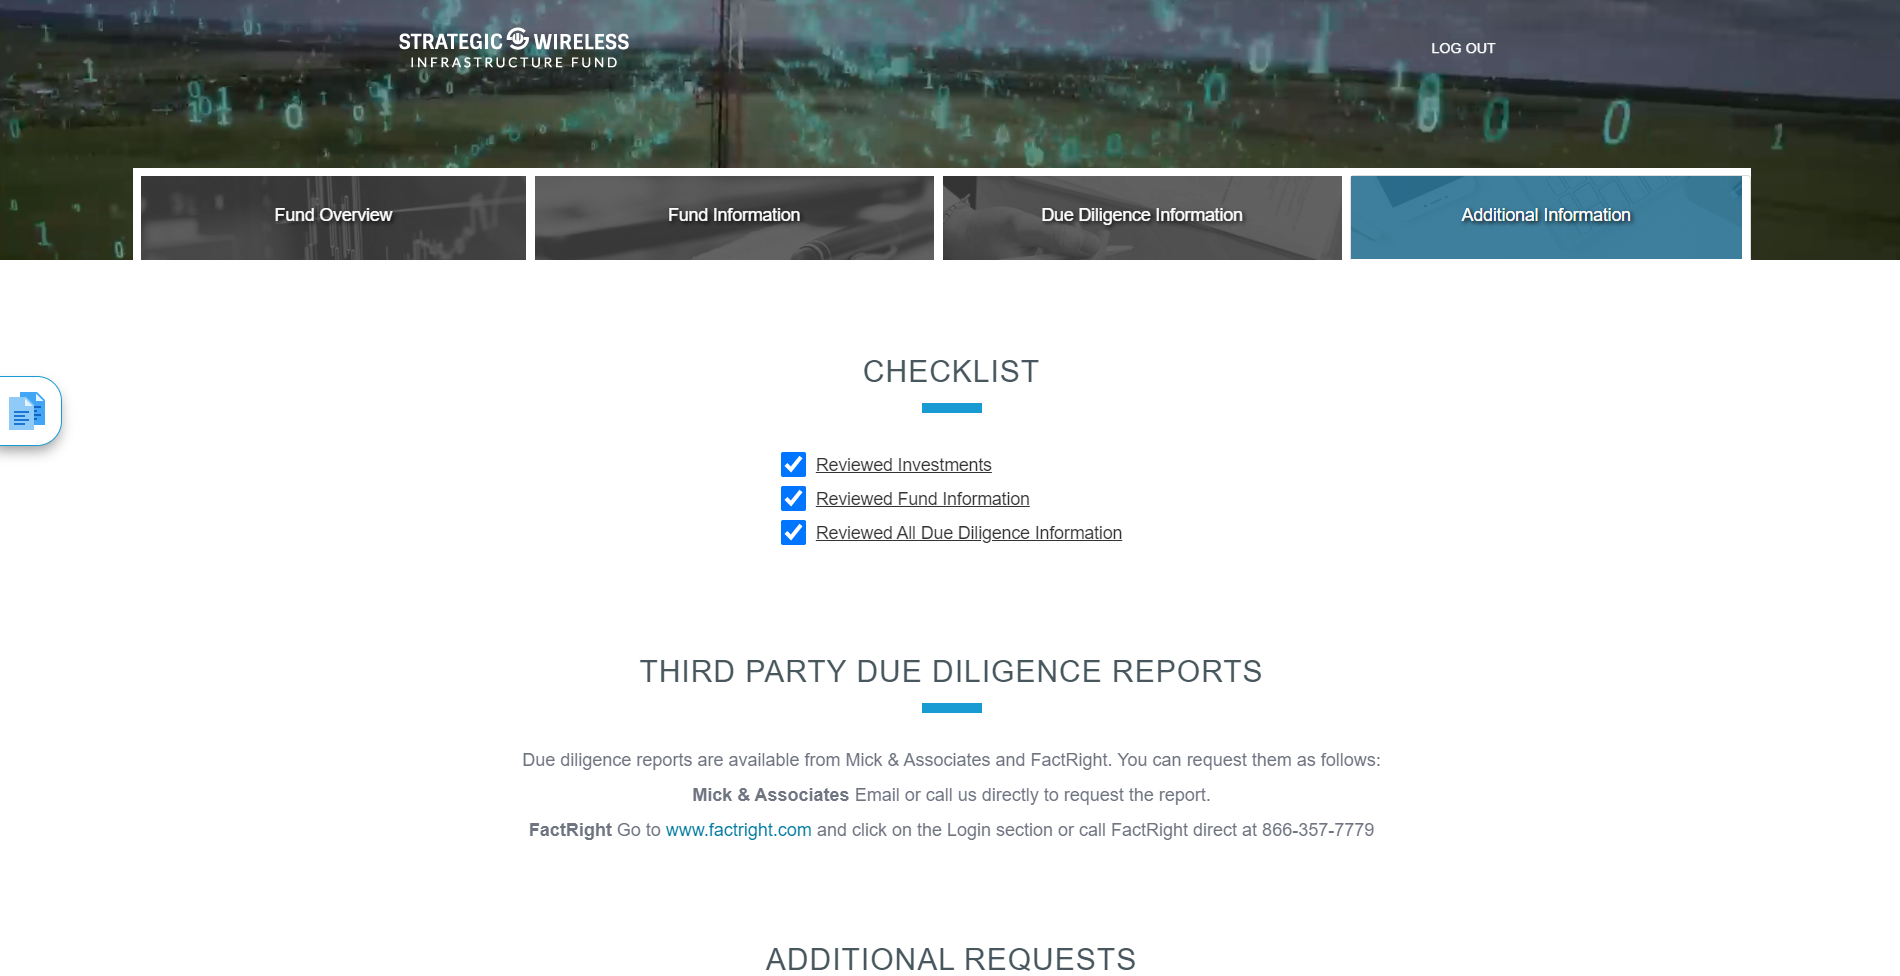 STRATEGIC WIRELESS
INFRASTRUCTURE FUND
LOG OUT
Fund Overview
Fund Information
Due Diligence Information
Additional Information
CHECKLIST
Reviewed Investments
Reviewed Fund Information
Reviewed All Due Diligence Information
THIRD PARTY DUE DILIGENCE REPORTS
Due diligence reports are available from Mick & Associates and FactRight. You can request them as follows:
Mick & Associates Email or call us directly to request the report.
FactRight Go to www.factright.com and click on the Login section or call FactRight direct at 866-357-7779
ADDITIONAL REQUESTS